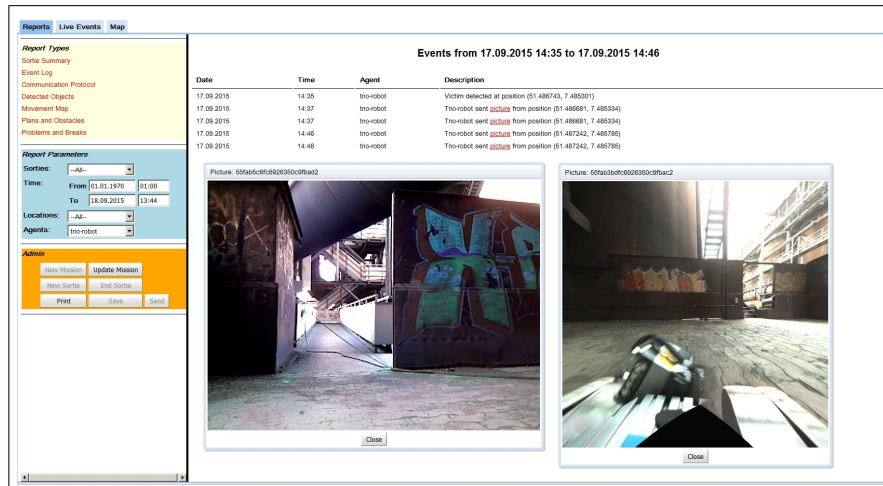 Reports Live Events Map
Report Types
Sortie Summary
Event Log
Communication Protocol
Detected Objects
Movement Map
Plans and Obstacles
Problems and Breaks
Report Parameters
Sorties: --All--
Time: From 01.01.1970 01:00
To 18.09.2015 13:44
Locations: --All--
Agents: tno-robot
Admin
New Mission Update Mission
New Sortie End Sortie
Print Save Send
Events from 17.09.2015 14:35 to 17.09.2015 14:46
Date Time Agent Description
17.09.2015 14:35 tno-robot Victim detected at position (51.486743, 7.485301)
17.09.2015 14:37 tno-robot Tno-robot sent picture from position (51.486681, 7.485334)
17.09.2015 14:37 tno-robot Tno-robot sent picture from position (51.486681, 7.485334)
17.09.2015 14:46 tno-robot Tno-robot sent picture from position (51.487242, 7.485785)
17.09.2015 14:46 tno-robot Tno-robot sent picture from position (51.487242, 7.485785)
Picture: 55fab5c6fc6926350c9fbad2
Close
Picture: 55fab3bdfc6926350c9fbac2
Close